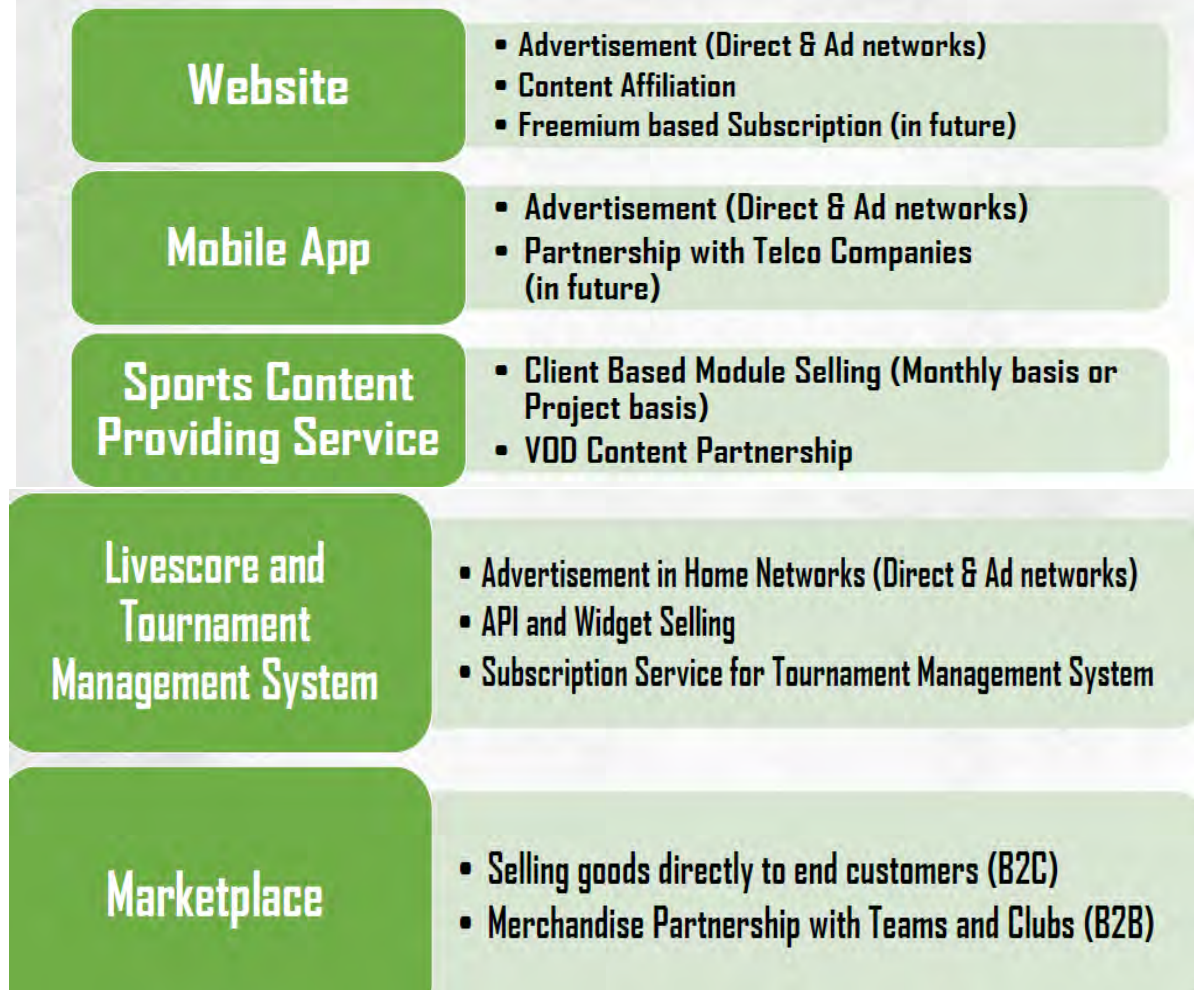 Website
• Advertisement (Direct & Ad networks)
• Content Affiliation
• Freemium based Subscription (in future)
Mobile App
• Advertisement (Direct & Ad networks)
• Partnership with Telco Companies
(in future)
Sports Content
Providing Service
• Client Based Module Selling (Monthly basis or
Project basis)
• VOD Content Partnership
Livescore and
Tournament
Management System
• Advertisement in Home Networks (Direct & Ad networks)
• API and Widget Selling
• Subscription Service for Tournament Management System
Marketplace
• Selling goods directly to end customers (B2C)
• Merchandise Partnership with Teams and Clubs (B2B)